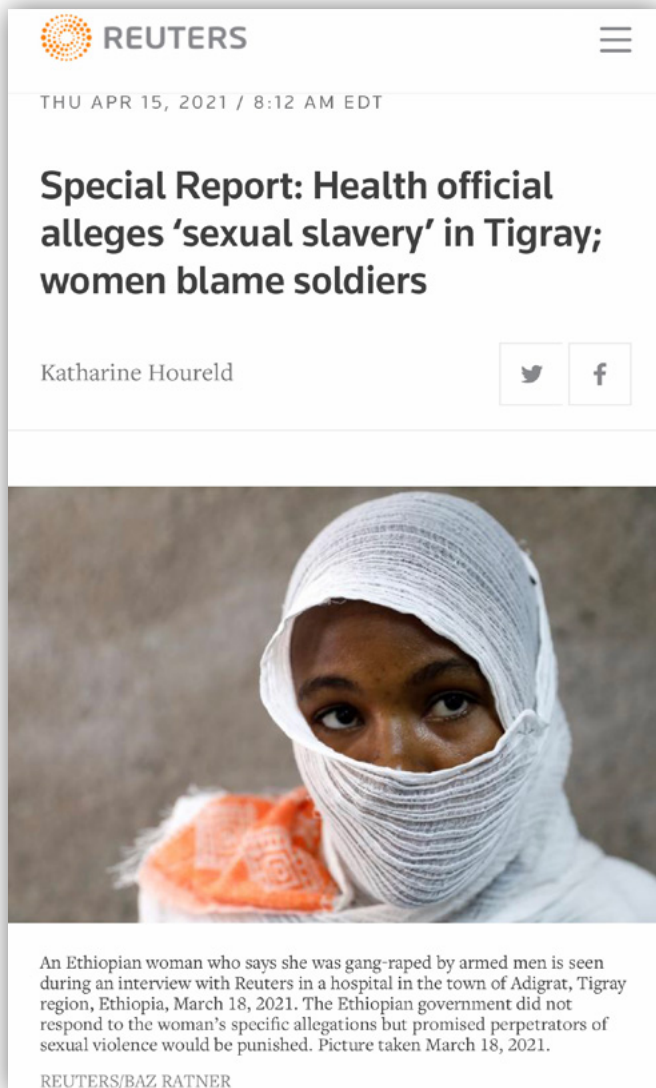 REUTERS
THU APR 15, 2021 / 8:12 AM EDT
Special Report: Health official
alleges ‘sexual slavery’ in Tigray;
women blame soldiers
Katharine Houreld
An Ethiopian woman who says she was gang-raped by armed men is seen
during an interview with Reuters in a hospital in the town of Adigrat, Tigray
region, Ethiopia, March 18, 2021. The Ethiopian government did not
respond to the woman’s specific allegations but promised perpetrators of
sexual violence would be punished. Picture taken March 18, 2021.
REUTERS/BAZ RATNER